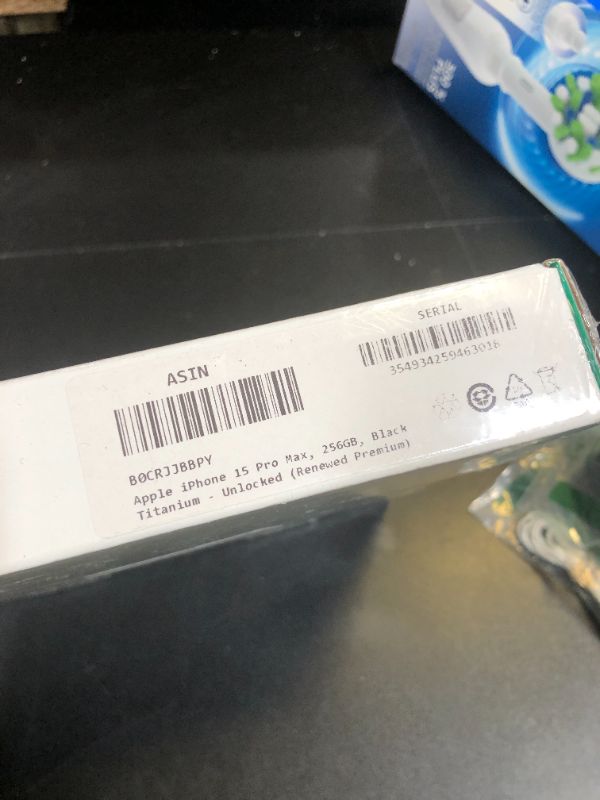 SERIAL
354934259463016
ASIN
B0CRJJBBPY
Apple iPhone 15 Pro Max, 256GB, Black
Titanium - Unlocked (Renewed Premium)